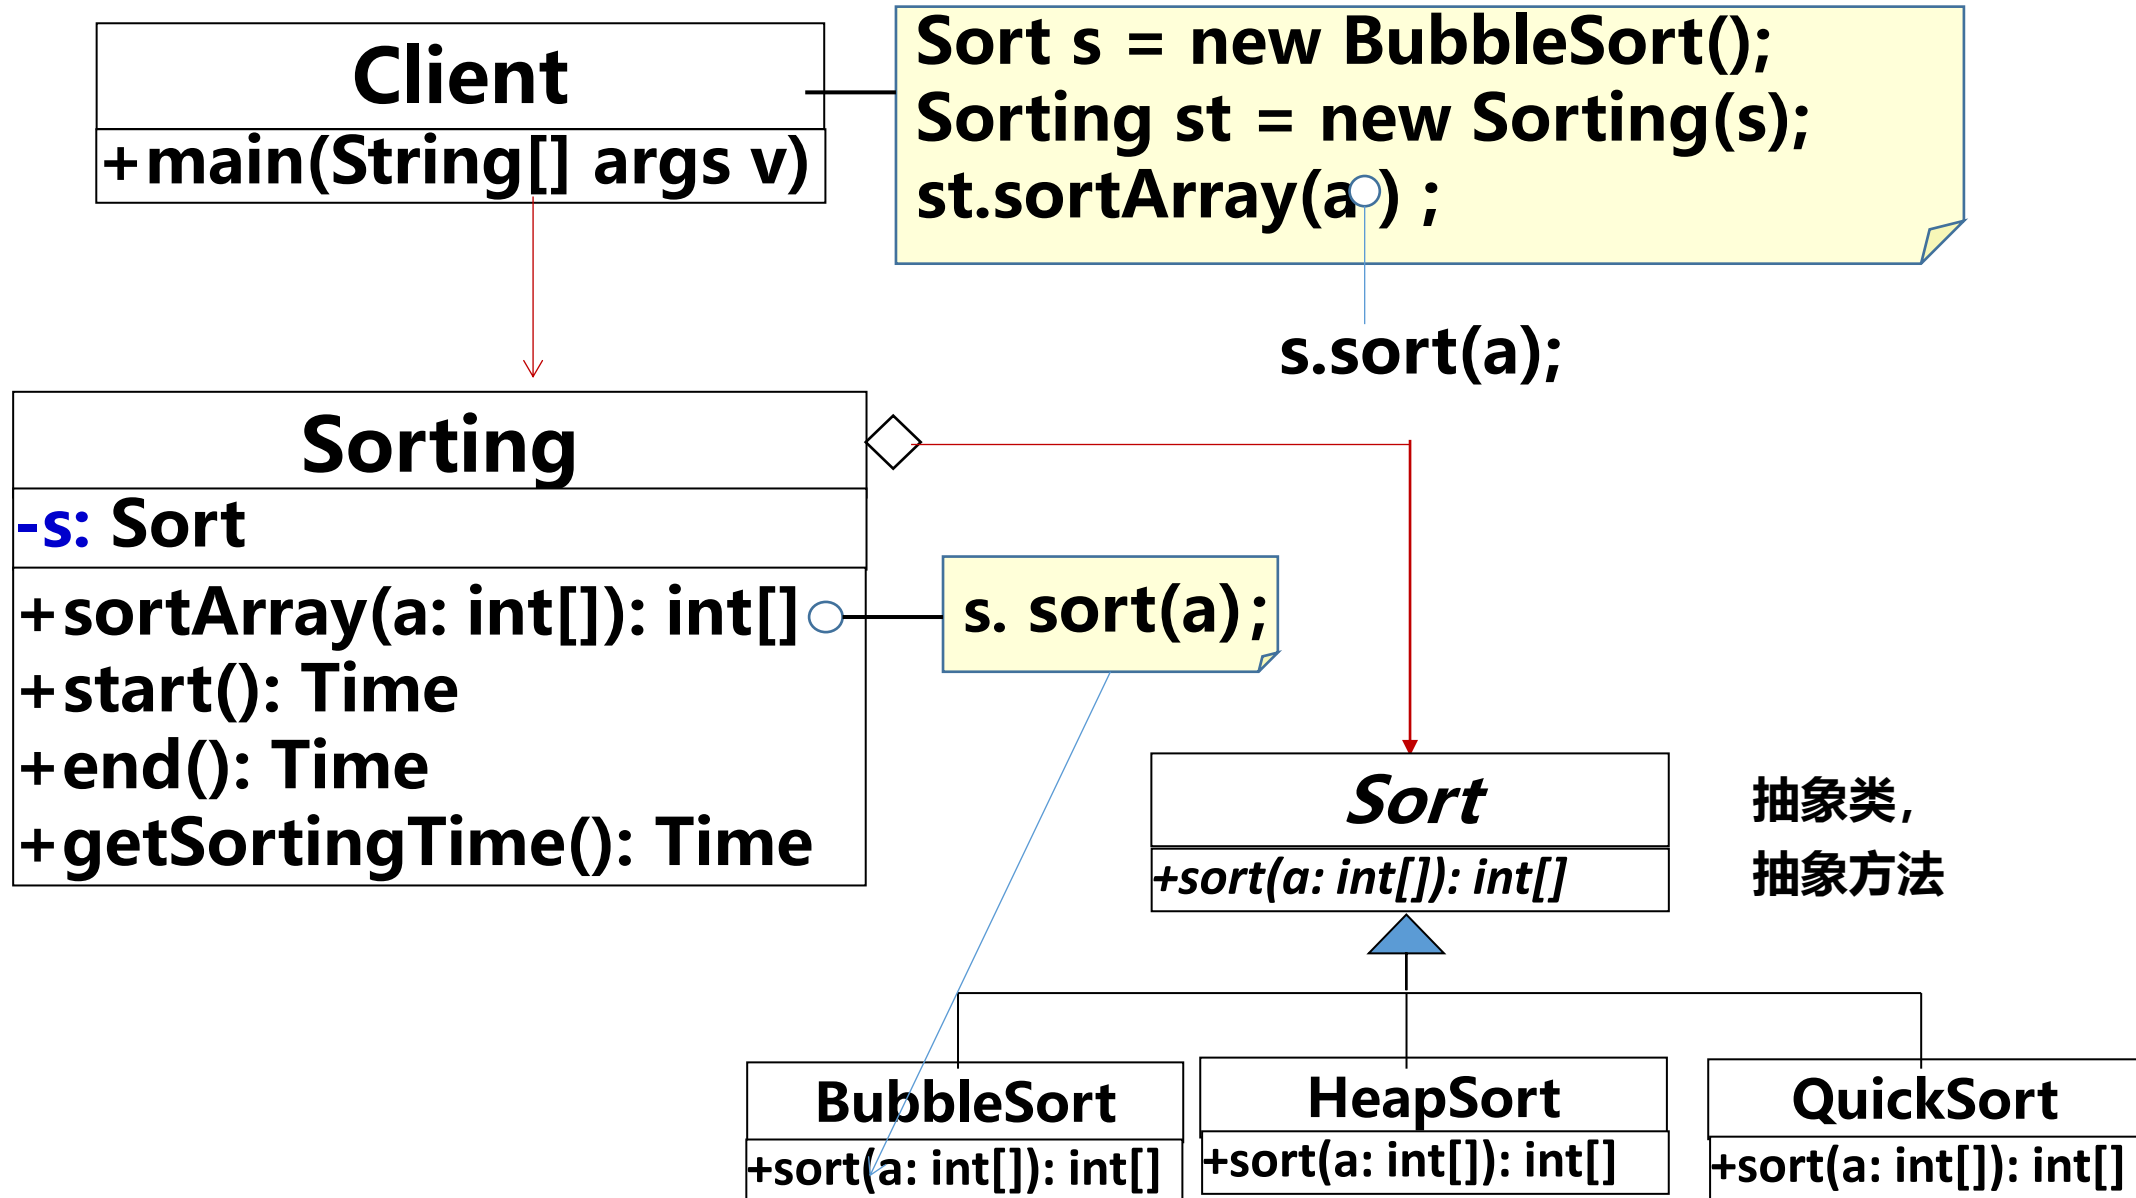 Client
+main(String[] args v)
Sort s = new BubbleSort();
Sorting st = new Sorting(s);
st.sortArray(a ) ;
s.sort(a);
Sorting
-s: Sort
+sortArray(a: int[]): int[]
+start(): Time
+end(): Time
+getSortingTime(): Time
s. sort(a);
Sort
+sort(a: int[]): int[]
抽象类,
抽象方法
BubbleSort
+sort(a: int[]): int[]
HeapSort
+sort(a: int[]): int[]
QuickSort
+sort(a: int[]): int[]